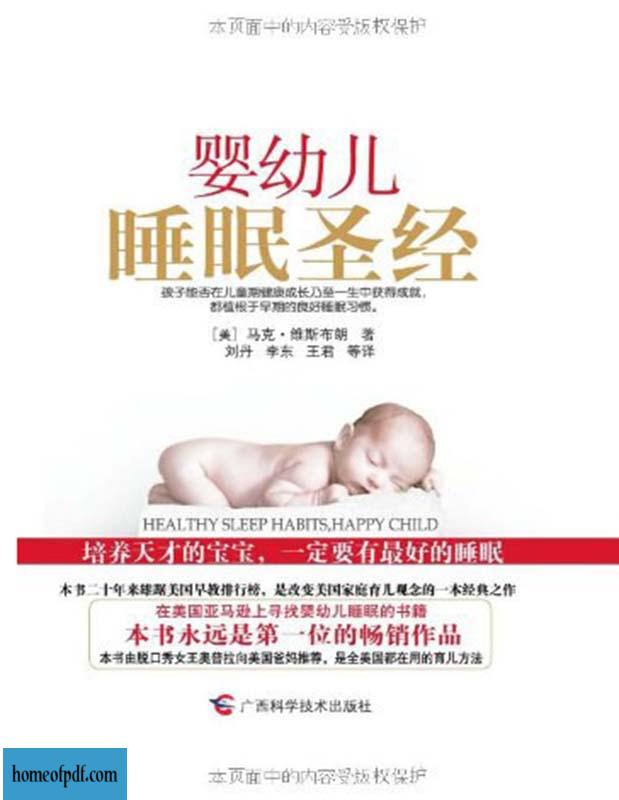 本页面中的内容受版权保护
婴幼儿
睡眠圣经
孩子能否在儿童期健康成长乃至一生中获得成就,
都植根于早期的良好睡眠习惯。
[美] 马克·维斯布朗 著
刘丹 李东 王君 等译
HEALTHY SLEEP HABITS,HAPPY CHILD
培养天才的宝宝,一定要有最好的睡眠
本书二十年来雄踞美国早教排行榜,是改变美国家庭育儿观念的一本经典之作
在美国亚马逊上寻找婴幼儿睡眠的书籍
本书永远是第一位的畅销作品
本书由脱口秀女王奥普拉向美国爸妈推荐,是全美国都在用的育儿方法
广西科学技术出版社
homeofpdf.com
本页面中的内容受版权保护